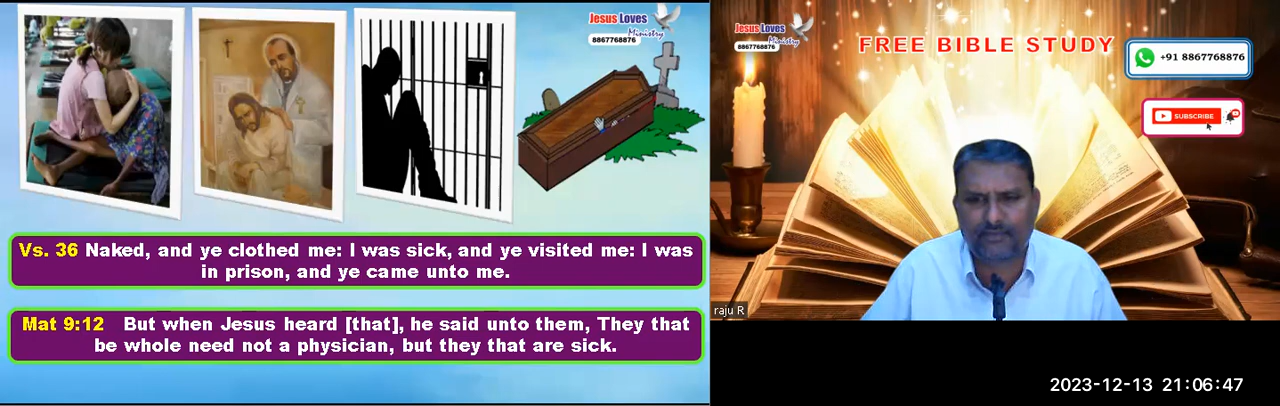 Jesus Loves
Ministry
8867768876
Vs. 36 Naked, and ye clothed me: I was sick, and ye visited me: I was
in prison, and ye came unto me.
Mat 9:12 But when Jesus heard [that], he said unto them, They that
be whole need not a physician, but they that are sick.
Jesus Loves
Ministry
8867768876
FREE BIBLE STUDY
+91 8867768876
SUBSCRIBE
raju R
2023-12-13 21:06:47